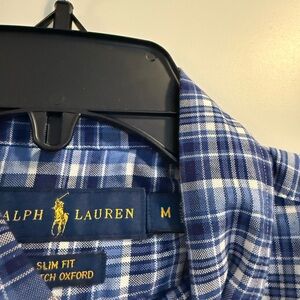 ALPH LAUREN M
SLIM FIT
TCH OXFORD